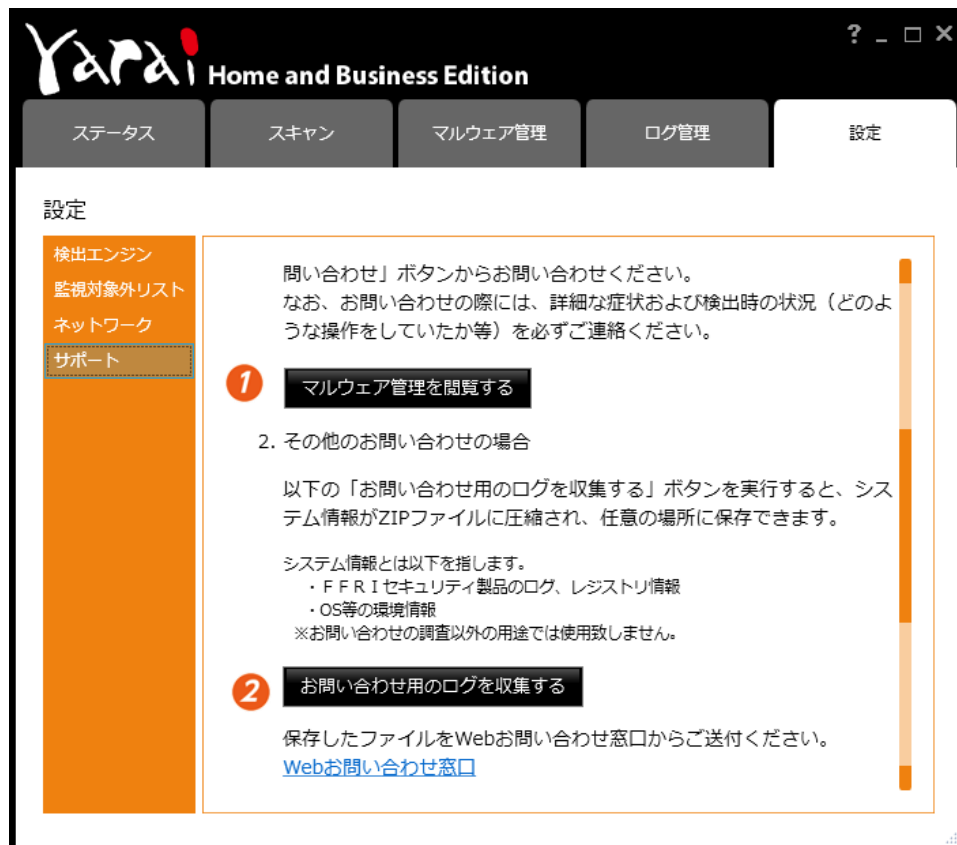 Yarai Home and Business Edition
? _ □ ×
ステータス
スキャン
マルウェア管理
ログ管理
設定
設定
検出エンジン
監視対象外リスト
ネットワーク
サポート
問い合わせ」ボタンからお問い合わせください。
なお、お問い合わせの際には、詳細な症状および検出時の状況（どのよ
うな操作をしていたか等）を必ずご連絡ください。
1 マルウェア管理を閲覧する
2. その他のお問い合わせの場合
以下の「お問い合わせ用のログを収集する」ボタンを実行すると、シス
テム情報がZIPファイルに圧縮され、任意の場所に保存できます。
システム情報とは以下を指します。
・ＦＦＲＩセキュリティ製品のログ、レジストリ情報
・OS等の環境情報
※お問い合わせの調査以外の用途では使用致しません。
2 お問い合わせ用のログを収集する
保存したファイルをWebお問い合わせ窓口からご送付ください。
Webお問い合わせ窓口